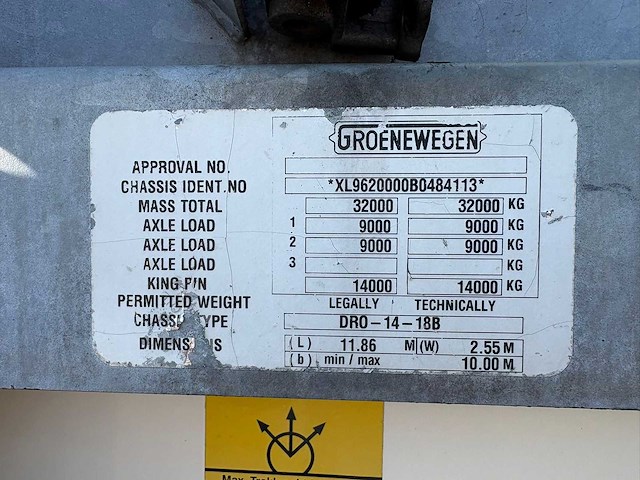 GROENEWEGEN
APPROVAL NO.
CHASSIS IDENT.NO *XL9620000B0484113*
MASS TOTAL 32000 32000 KG
AXLE LOAD 1 9000 9000 KG
AXLE LOAD 2 9000 9000 KG
AXLE LOAD 3 KG
KING PIN 14000 14000 KG
PERMITTED WEIGHT LEGALLY TECHNICALLY
DRO-14-18B
(L) 11.86 M (W) 2.55 M
(b) min / max 10.00 M